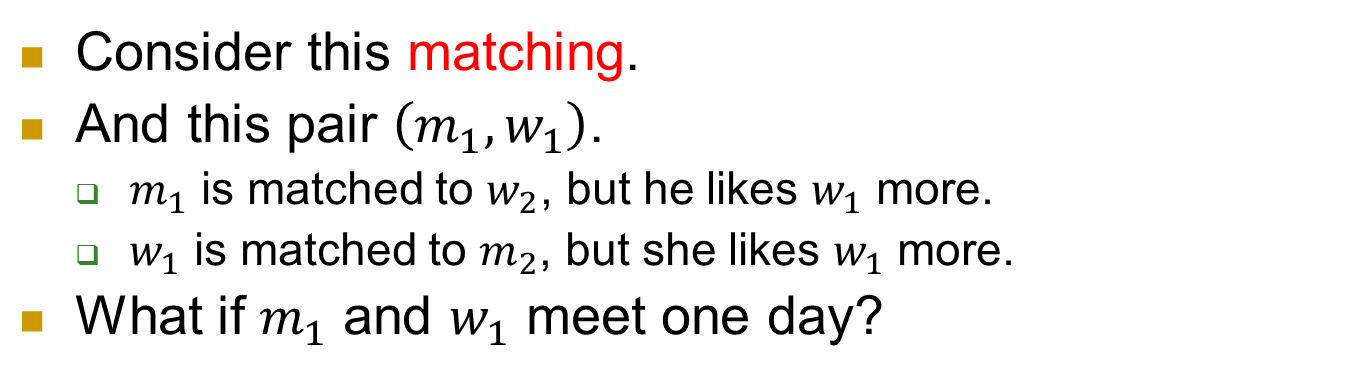 Consider this matching.
And this pair (m₁, w₁).
m₁ is matched to w₂, but he likes w₁ more.
w₁ is matched to m₂, but she likes w₁ more.
What if m₁ and w₁ meet one day?